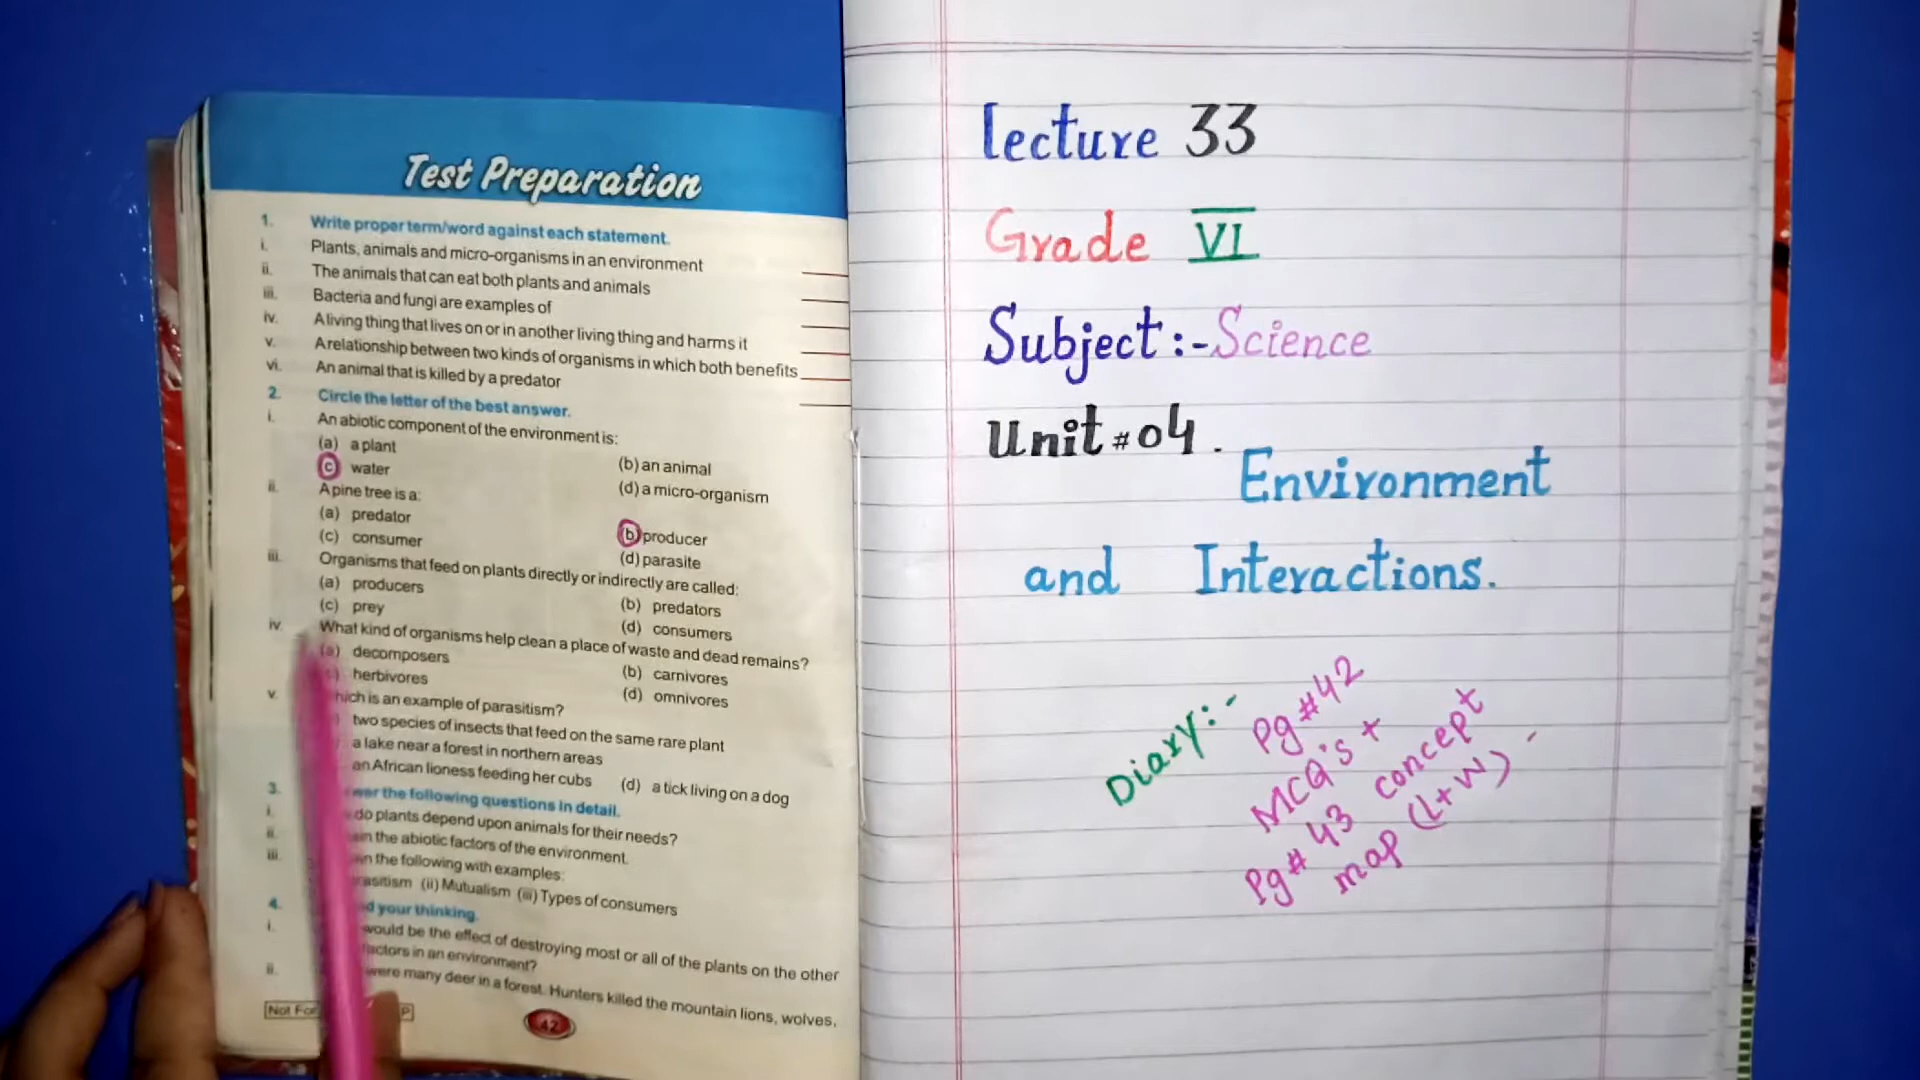 Test Preparation
1. Write proper term/word against each statement.
i. Plants, animals and micro-organisms in an environment
ii. The animals that can eat both plants and animals
iii. Bacteria and fungi are examples of
iv. A living thing that lives on or in another living thing and harms it
v. A relationship between two kinds of organisms in which both benefits
vi. An animal that is killed by a predator
2. Circle the letter of the best answer.
i. An abiotic component of the environment is:
(a) a plant (b) an animal
(c) water (d) a micro-organism
ii. A pine tree is a:
(a) predator (b) producer
(c) consumer (d) parasite
iii. Organisms that feed on plants directly or indirectly are called:
(a) producers (b) predators
(c) prey (d) consumers
iv. What kind of organisms help clean a place of waste and dead remains?
(a) decomposers (b) carnivores
herbivores (d) omnivores
v. hich is an example of parasitism?
two species of insects that feed on the same rare plant
a lake near a forest in northern areas
an African lioness feeding her cubs (d) a tick living on a dog
3. wer the following questions in detail.
i. do plants depend upon animals for their needs?
ii. the abiotic factors of the environment.
iii. the following with examples:
(ii) Mutualism (iii) Types of consumers
4. your thinking.
i. would be the effect of destroying most or all of the plants on the other
factors in an environment?
ii. were many deer in a forest. Hunters killed the mountain lions, wolves,
Not For
P
42
lecture 33
Grade VI
Subject:-Science
Unit #04.
Environment
and Interactions.
Diary:-
Pg#42
MCQ's +
Pg# 43 concept
map (L+W) -